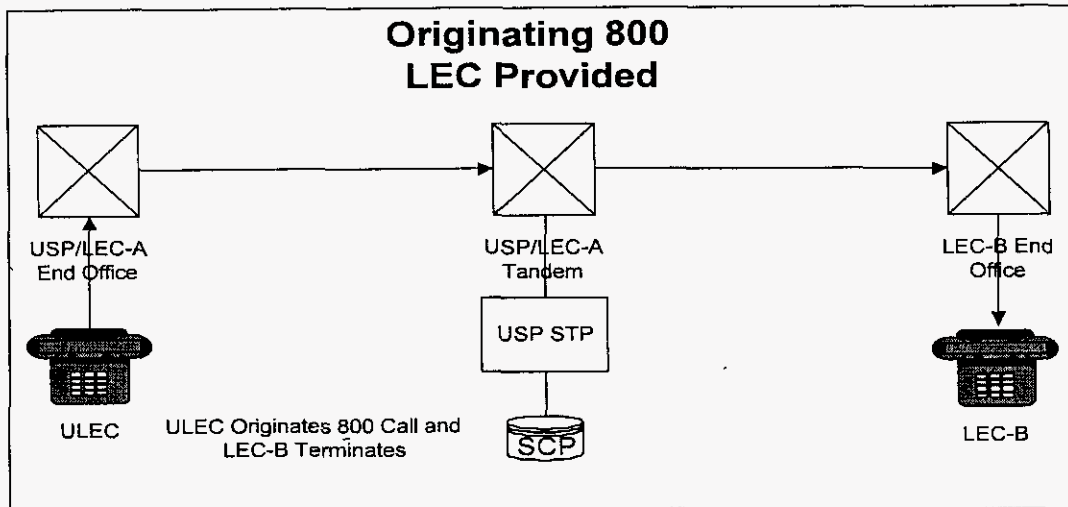 Originating 800
LEC Provided
USP/LEC-A
End Office
USP/LEC-A
Tandem
LEC-B End
Office
USP STP
ULEC
ULEC Originates 800 Call and
LEC-B Terminates
SCP
LEC-B